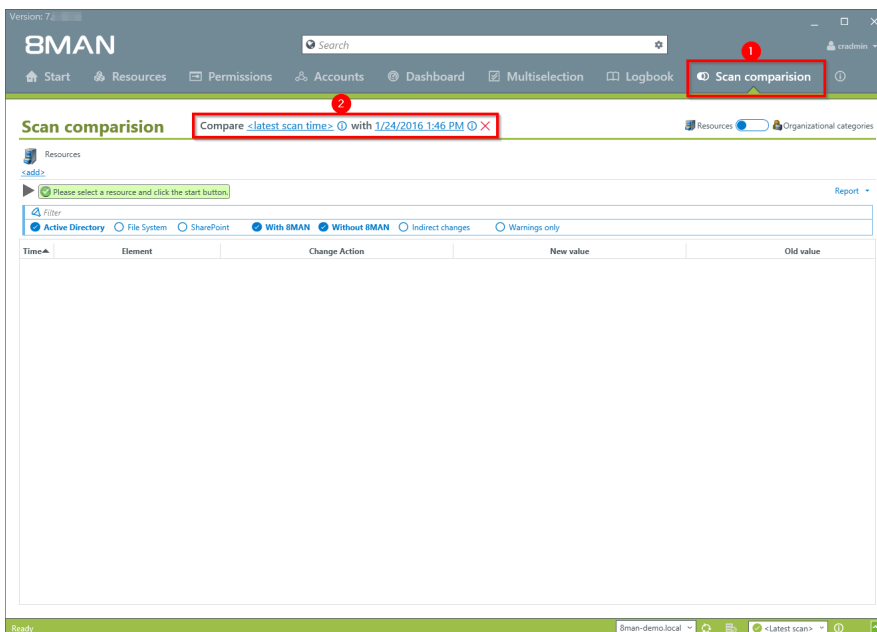 Version: 7.
8MAN
Search
cradmin
1
Start Resources Permissions Accounts Dashboard Multiselection Logbook Scan comparision
2
Scan comparision
Compare <latest scan time> with 1/24/2016 1:46 PM
Resources Organizational categories
Resources
<add>
Please select a resource and click the start button.
Report
Filter
Active Directory File System SharePoint With 8MAN Without 8MAN Indirect changes Warnings only
Time Element Change Action New value Old value
Ready
8man-demo.local <Latest scan>